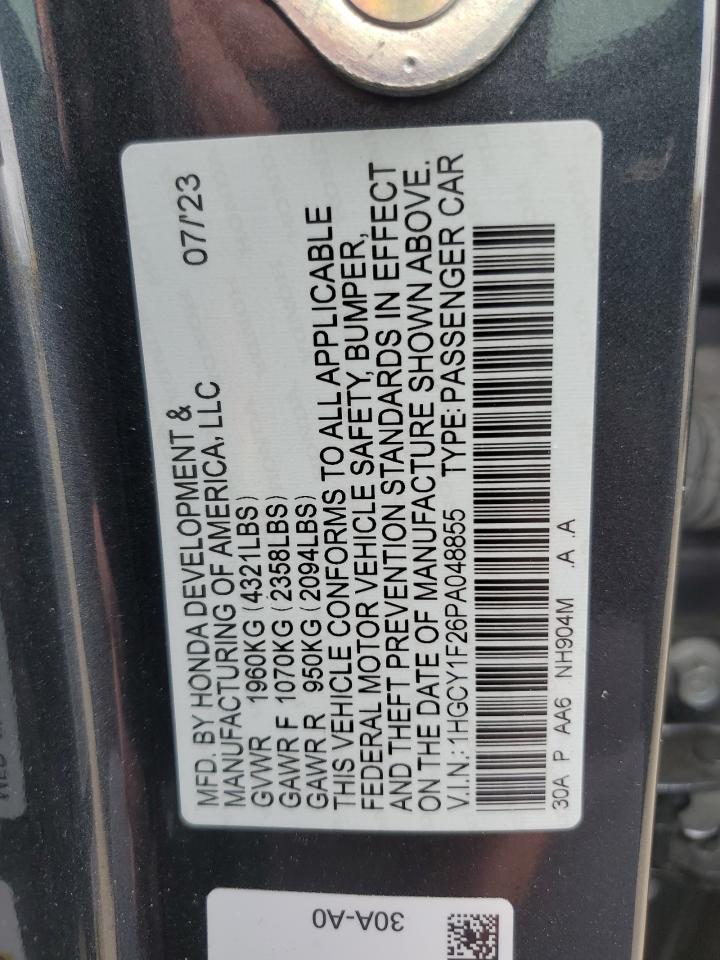 MFD. BY HONDA DEVELOPMENT & 07/'23
MANUFACTURING OF AMERICA, LLC
GVWR 1960KG (4321LBS)
GAWR F 1070KG (2358LBS)
GAWR R 950KG (2094LBS)
THIS VEHICLE CONFORMS TO ALL APPLICABLE
FEDERAL MOTOR VEHICLE SAFETY, BUMPER,
AND THEFT PREVENTION STANDARDS IN EFFECT
ON THE DATE OF MANUFACTURE SHOWN ABOVE.
V.I.N.: 1HGCY1F26PA048855 TYPE: PASSENGER CAR
30A P AA6 NH904M .A .A
30A-A0